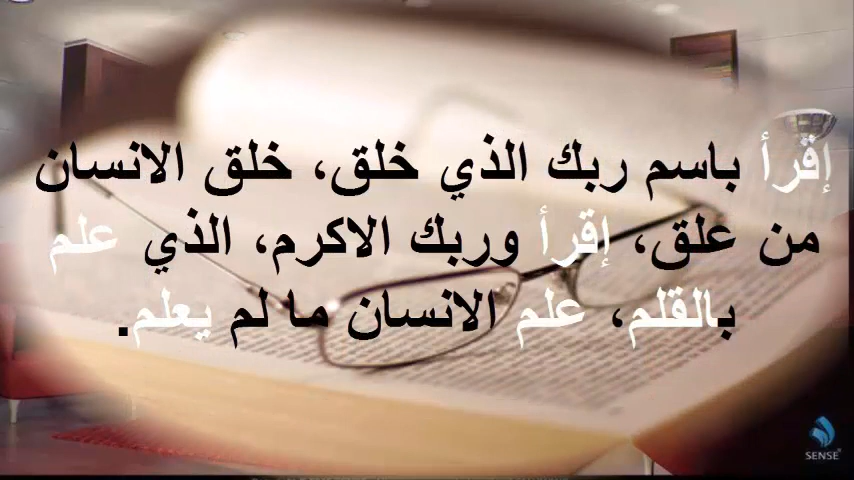 إقرأ باسم ربك الذي خلق، خلق الانسان
من علق، إقرأ وربك الاكرم، الذي علم
بالقلم، علم الانسان ما لم يعلم.
SENSE